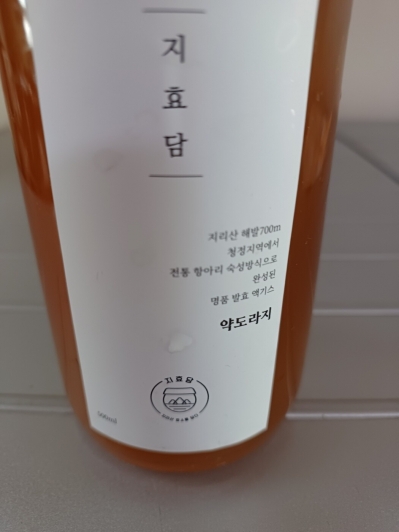 지
효
담
지리산 해발700m
청정지역에서
전통 항아리 숙성방식으로
완성된
명품 발효 액기스
약도라지
지효담
500ml